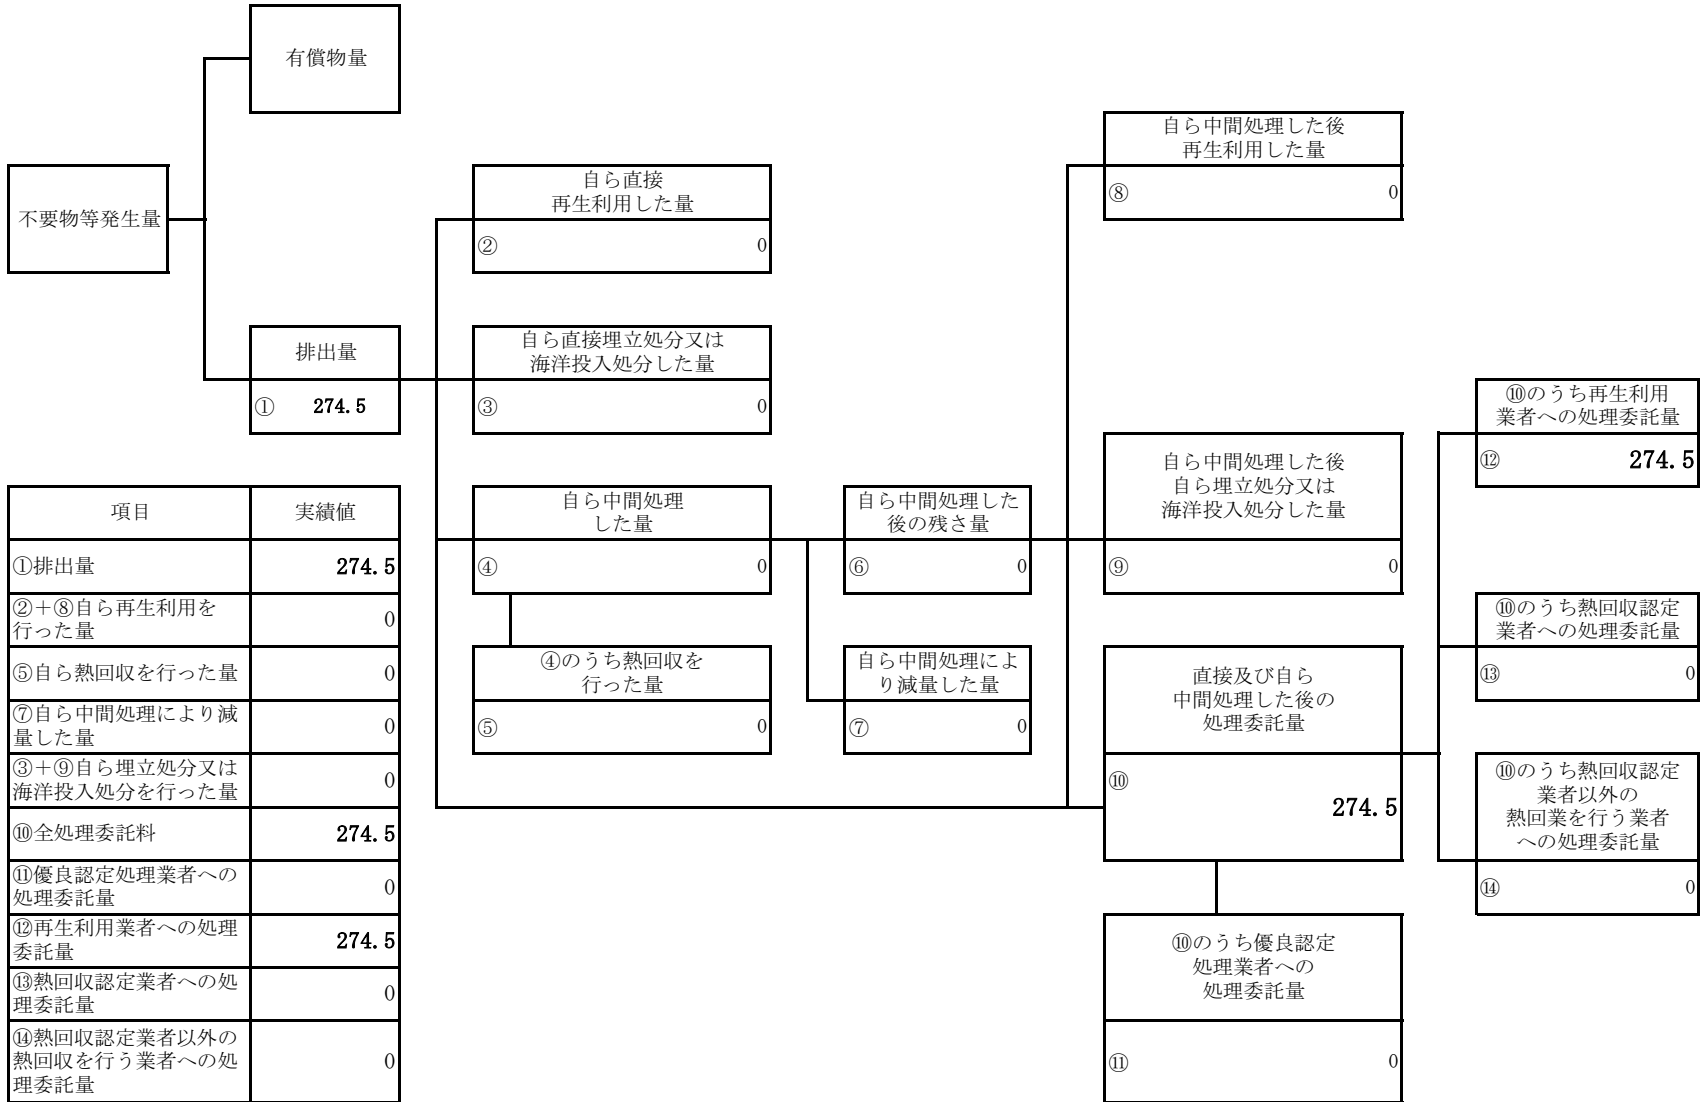 有償物量
不要物等発生量
排出量
① 274.5
自ら直接
再生利用した量
② 0
自ら直接埋立処分又は
海洋投入処分した量
③ 0
自ら中間処理
した量
④ 0
④のうち熱回収を
行った量
⑤ 0
自ら中間処理した
後の残さ量
⑥ 0
自ら中間処理によ
り減量した量
⑦ 0
自ら中間処理した後
再生利用した量
⑧ 0
自ら中間処理した後
自ら埋立処分又は
海洋投入処分した量
⑨ 0
直接及び自ら
中間処理した後の
処理委託量
⑩
274.5
⑩のうち優良認定
処理業者への
処理委託量
⑪ 0
⑩のうち再生利用
業者への処理委託量
⑫ 274.5
⑩のうち熱回収認定
業者への処理委託量
⑬ 0
⑩のうち熱回収認定
業者以外の
熱回業を行う業者
への処理委託量
⑭ 0
項目 実績値
①排出量 274.5
②+⑧自ら再生利用を
行った量 0
⑤自ら熱回収を行った量 0
⑦自ら中間処理により減
量した量 0
③+⑨自ら埋立処分又は
海洋投入処分を行った量 0
⑩全処理委託料 274.5
⑪優良認定処理業者への
処理委託量 0
⑫再生利用業者への処理
委託量 274.5
⑬熱回収認定業者への処
理委託量 0
⑭熱回収認定業者以外の
熱回収を行う業者への処 0
理委託量